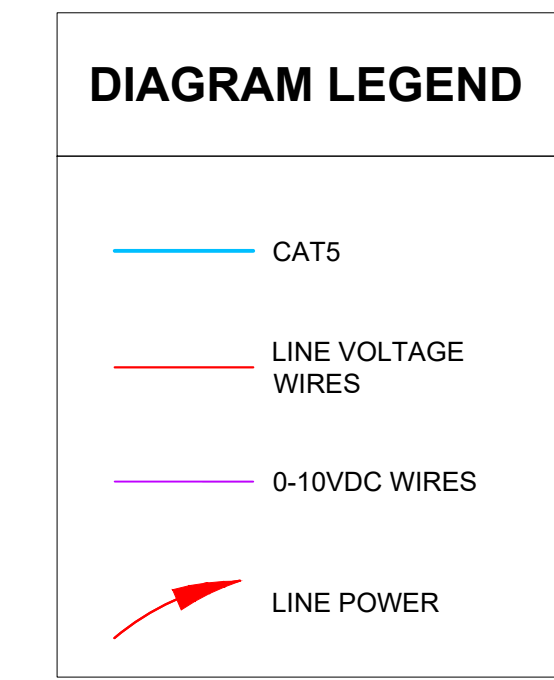 DIAGRAM LEGEND
CAT5
LINE VOLTAGE
WIRES
0-10VDC WIRES
LINE POWER